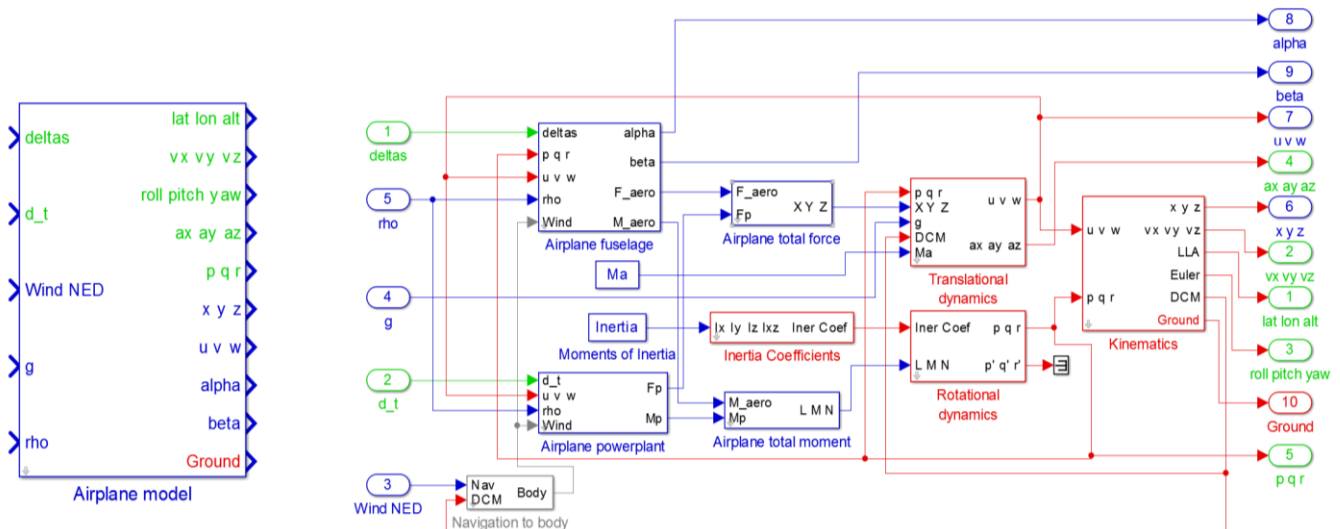 lat lon alt
deltas
vx vy vz
roll pitch yaw
d_t
ax ay az
p q r
Wind NED
x y z
u v w
g
alpha
beta
rho
Ground
Airplane model
1
deltas
5
rho
4
g
2
d_t
3
Wind NED
deltas
p q r
u v w
rho
Wind
alpha
beta
F_aero
M_aero
Airplane fuselage
F_aero
Fp
X Y Z
Airplane total force
Ma
Inertia
Moments of Inertia
Ix Iy Iz Ixz
Iner Coef
Inertia Coefficients
d_t
u v w
rho
Wind
Fp
Mp
Airplane powerplant
M_aero
Mp
L M N
Airplane total moment
Nav
DCM
Body
Navigation to body
p q r
X Y Z
g
DCM
Ma
u v w
ax ay az
Translational
dynamics
Iner Coef
L M N
p q r
p' q' r'
Rotational
dynamics
u v w
p q r
x y z
vx vy vz
LLA
Euler
DCM
Ground
Kinematics
8
alpha
9
beta
7
u v w
4
ax ay az
6
x y z
2
vx vy vz
1
lat lon alt
3
roll pitch yaw
10
Ground
5
p q r